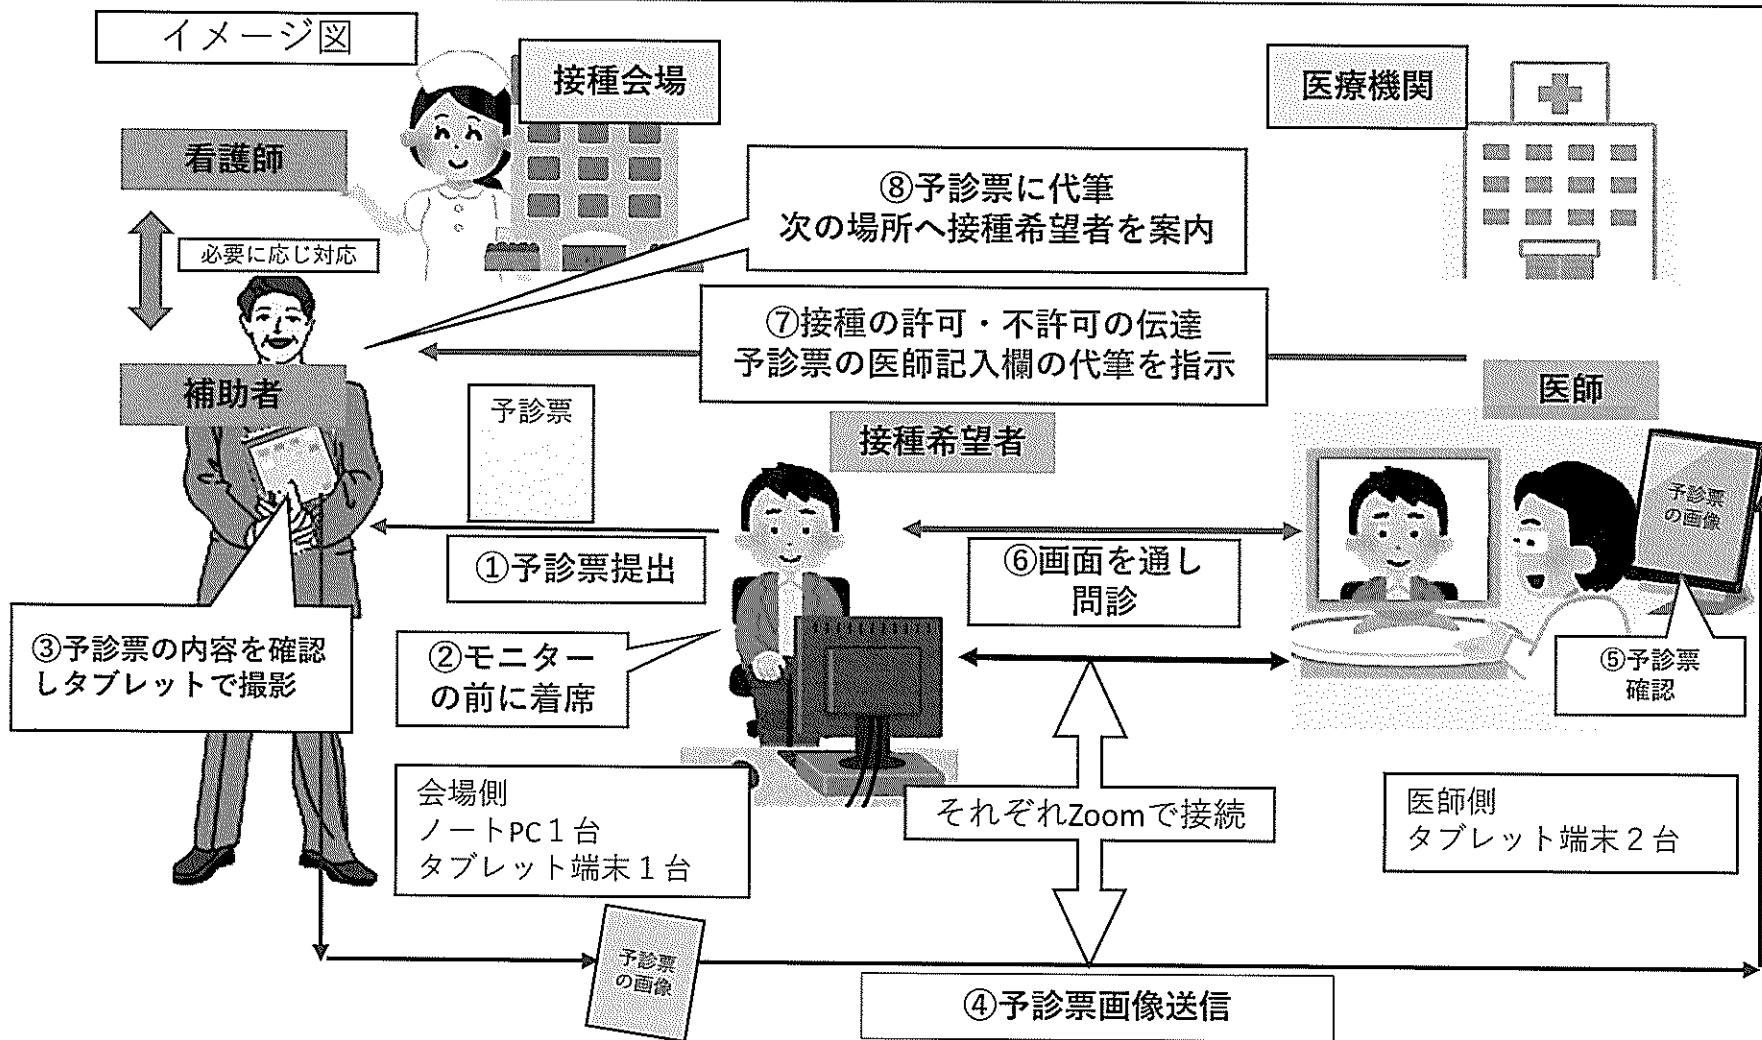 イメージ図
接種会場
医療機関
看護師
⑧予診票に代筆
次の場所へ接種希望者を案内
必要に応じ対応
⑦接種の許可・不許可の伝達
予診票の医師記入欄の代筆を指示
補助者
医師
予診票
接種希望者
予診票
の画像
①予診票提出
⑥画面を通し
問診
③予診票の内容を確認
しタブレットで撮影
②モニター
の前に着席
⑤予診票
確認
会場側
ノートPC１台
タブレット端末１台
それぞれZoomで接続
医師側
タブレット端末２台
予診票
の画像
④予診票画像送信